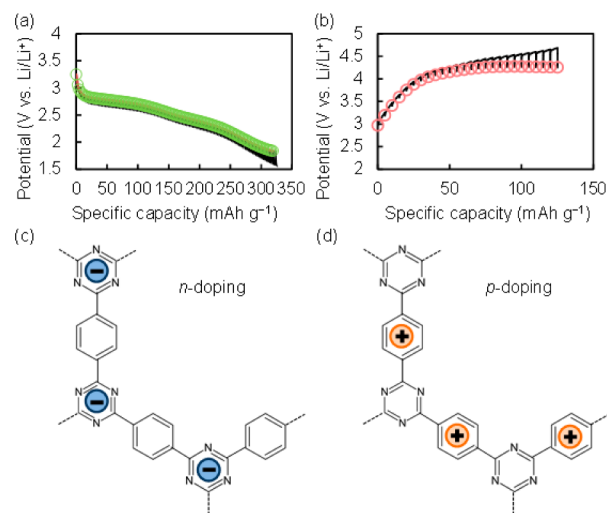 (a)
Potential (V vs. Li/Li⁺)
4
3.5
3
2.5
2
1.5
0 50 100 150 200 250 300 350
Specific capacity (mAh g⁻¹)
(b)
Potential (V vs. Li/Li⁺)
5
4.5
4
3.5
3
2.5
2
0 50 100 150
Specific capacity (mAh g⁻¹)
(c)
n-doping
N
N N
N N
N
N
N N
(d)
p-doping
N
N N
N N
N
N
N N